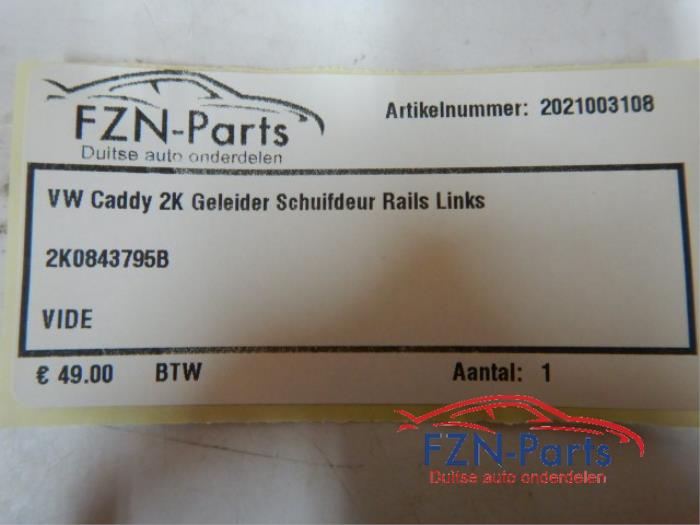 FZN-Parts
Duitse auto onderdelen
Artikelnummer: 2021003108
VW Caddy 2K Geleider Schuifdeur Rails Links
2K0843795B
VIDE
€ 49.00 BTW Aantal: 1
FZN-Parts
Duitse auto onderdelen